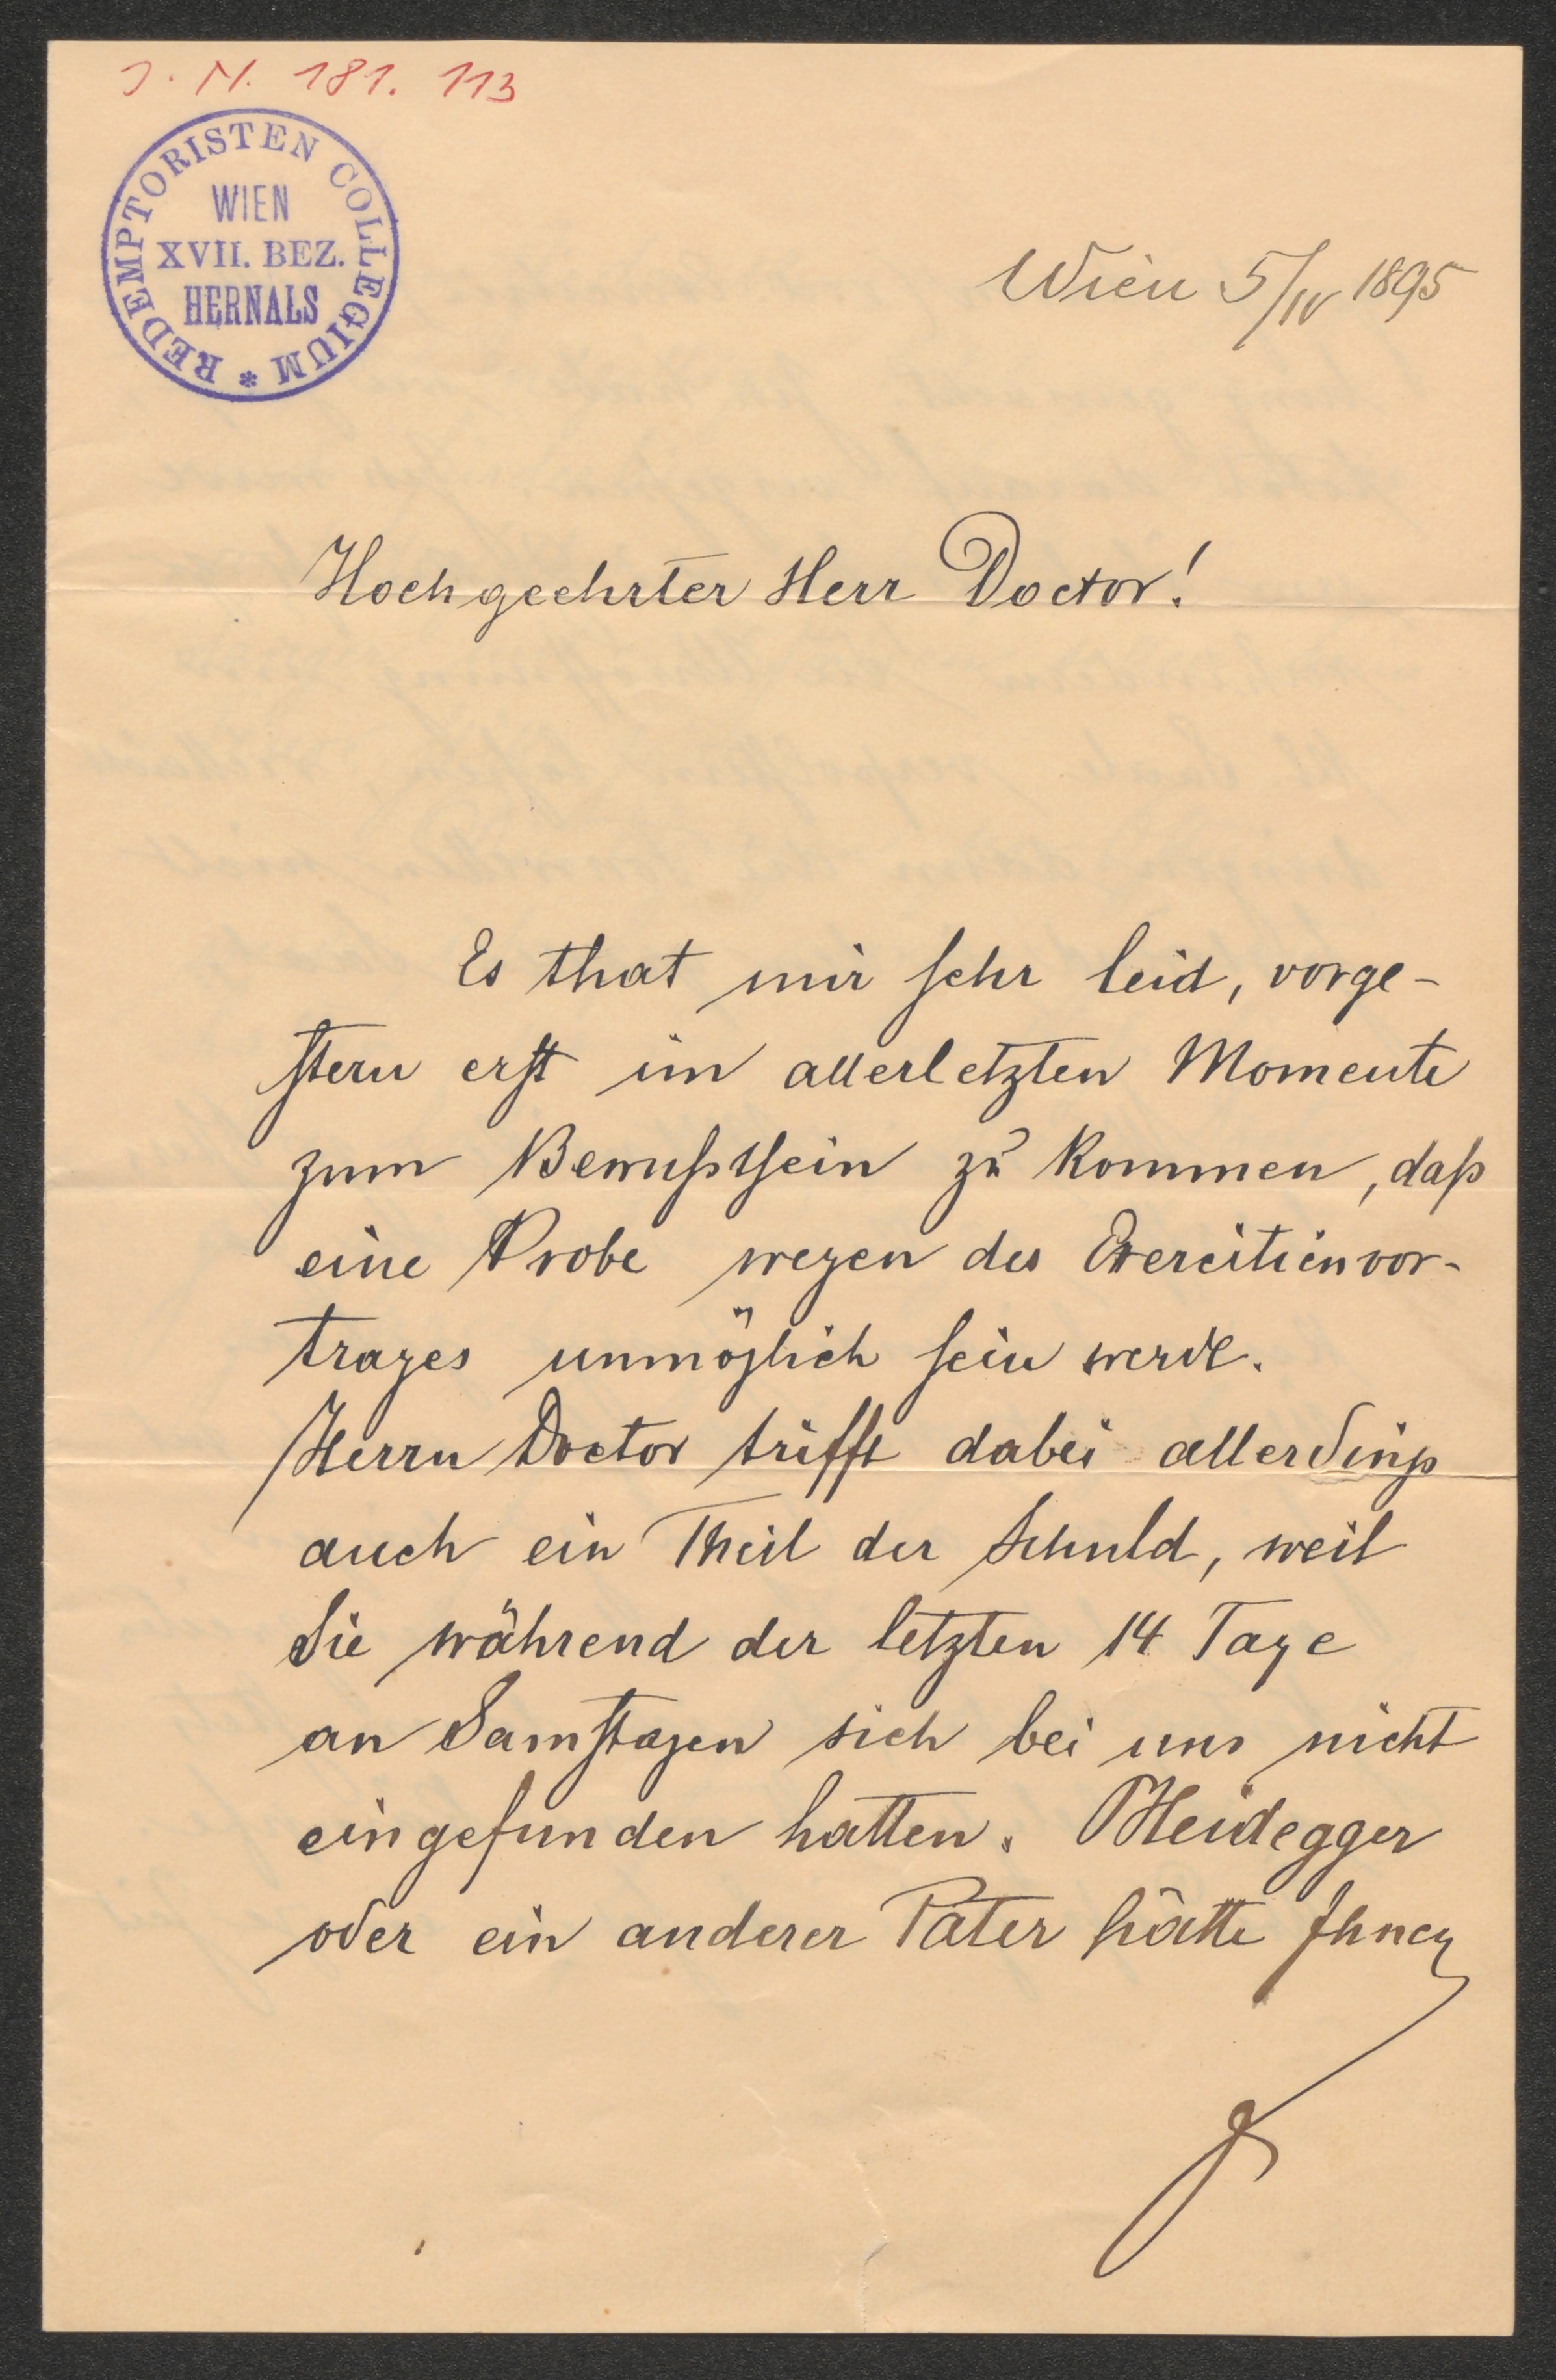 J. N. 181. 113
REDEMPTORISTEN COLLEGIUM *
WIEN
XVII. BEZ.
HERNALS
Wien 5/IV 1895
Hochgeehrter Herr Doctor!
Es that mir sehr leid, vorge-
stern erst im allerletzten Momente
zum Bewußtsein zu kommen, daß
eine Probe wegen des Exercitienvor-
trages unmöglich sein werde.
Herrn Doctor trifft dabei allerdings
auch ein Theil der Schuld, weil
Sie während der letzten 14 Tage
an Samstagen sich bei uns nicht
eingefunden hatten. PHeidegger
oder ein anderer Pater hätte Ihnen